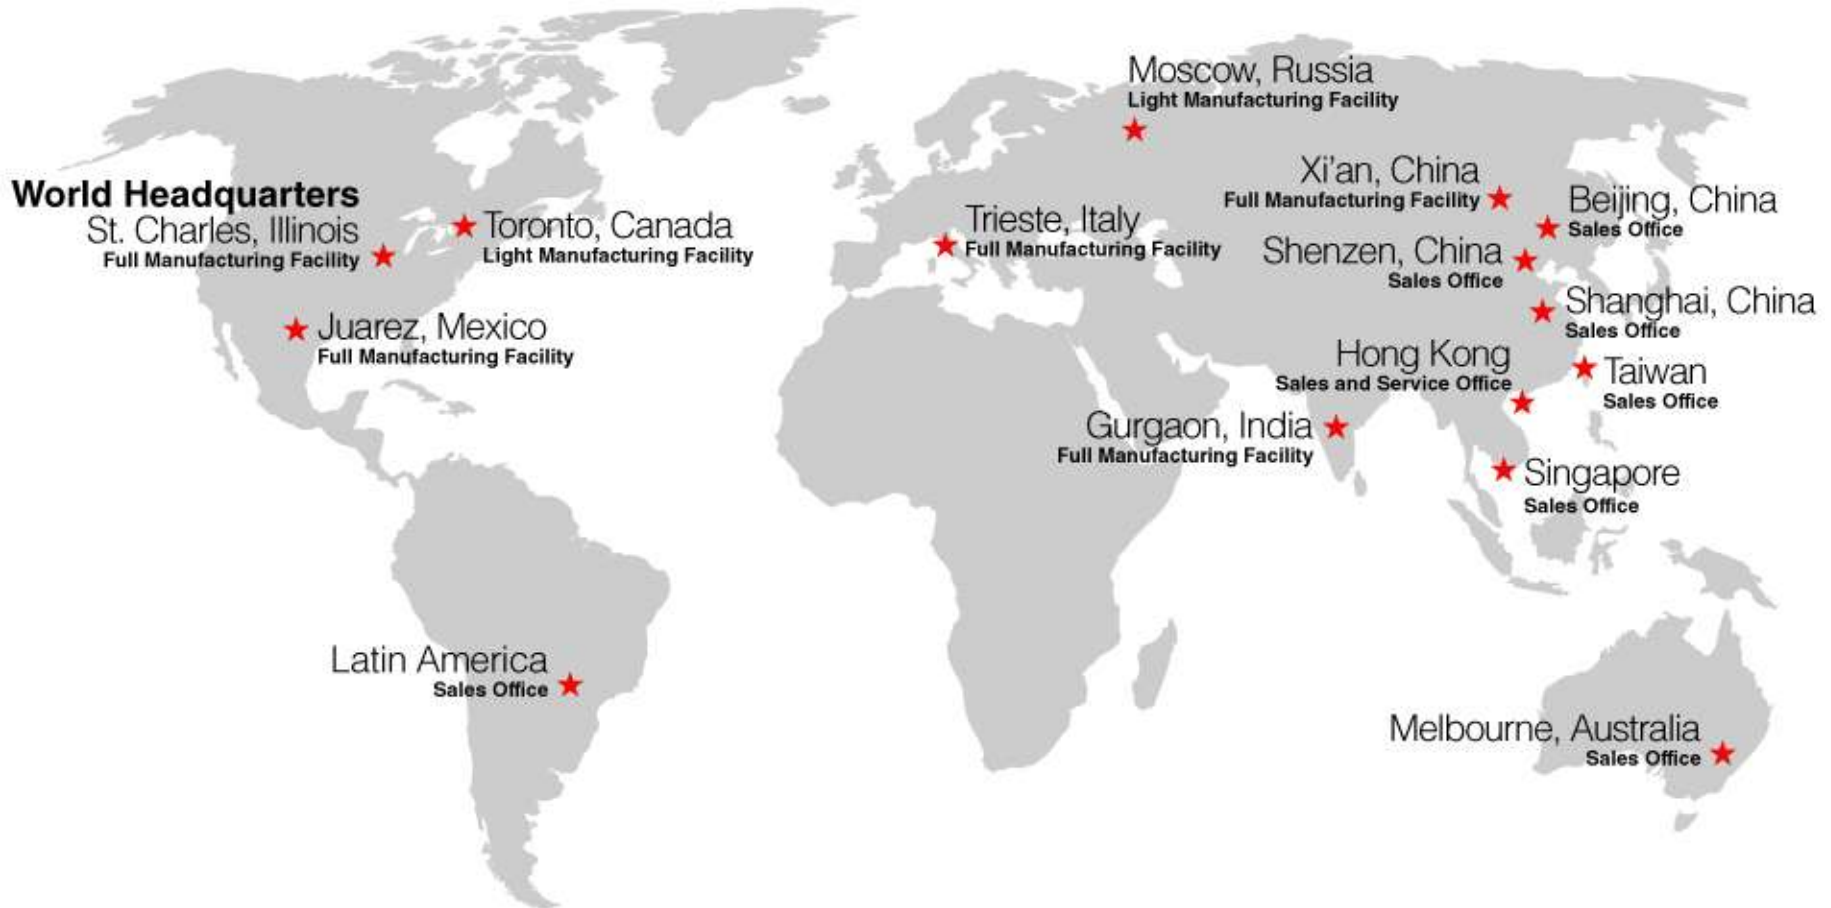 Moscow, Russia
Light Manufacturing Facility
Xi'an, China
Full Manufacturing Facility
World Headquarters
St. Charles, Illinois
Full Manufacturing Facility
Toronto, Canada
Light Manufacturing Facility
Trieste, Italy
Full Manufacturing Facility
Beijing, China
Sales Office
Shenzen, China
Sales Office
Shanghai, China
Sales Office
Juarez, Mexico
Full Manufacturing Facility
Hong Kong
Sales and Service Office
Taiwan
Sales Office
Gurgaon, India
Full Manufacturing Facility
Singapore
Sales Office
Latin America
Sales Office
Melbourne, Australia
Sales Office